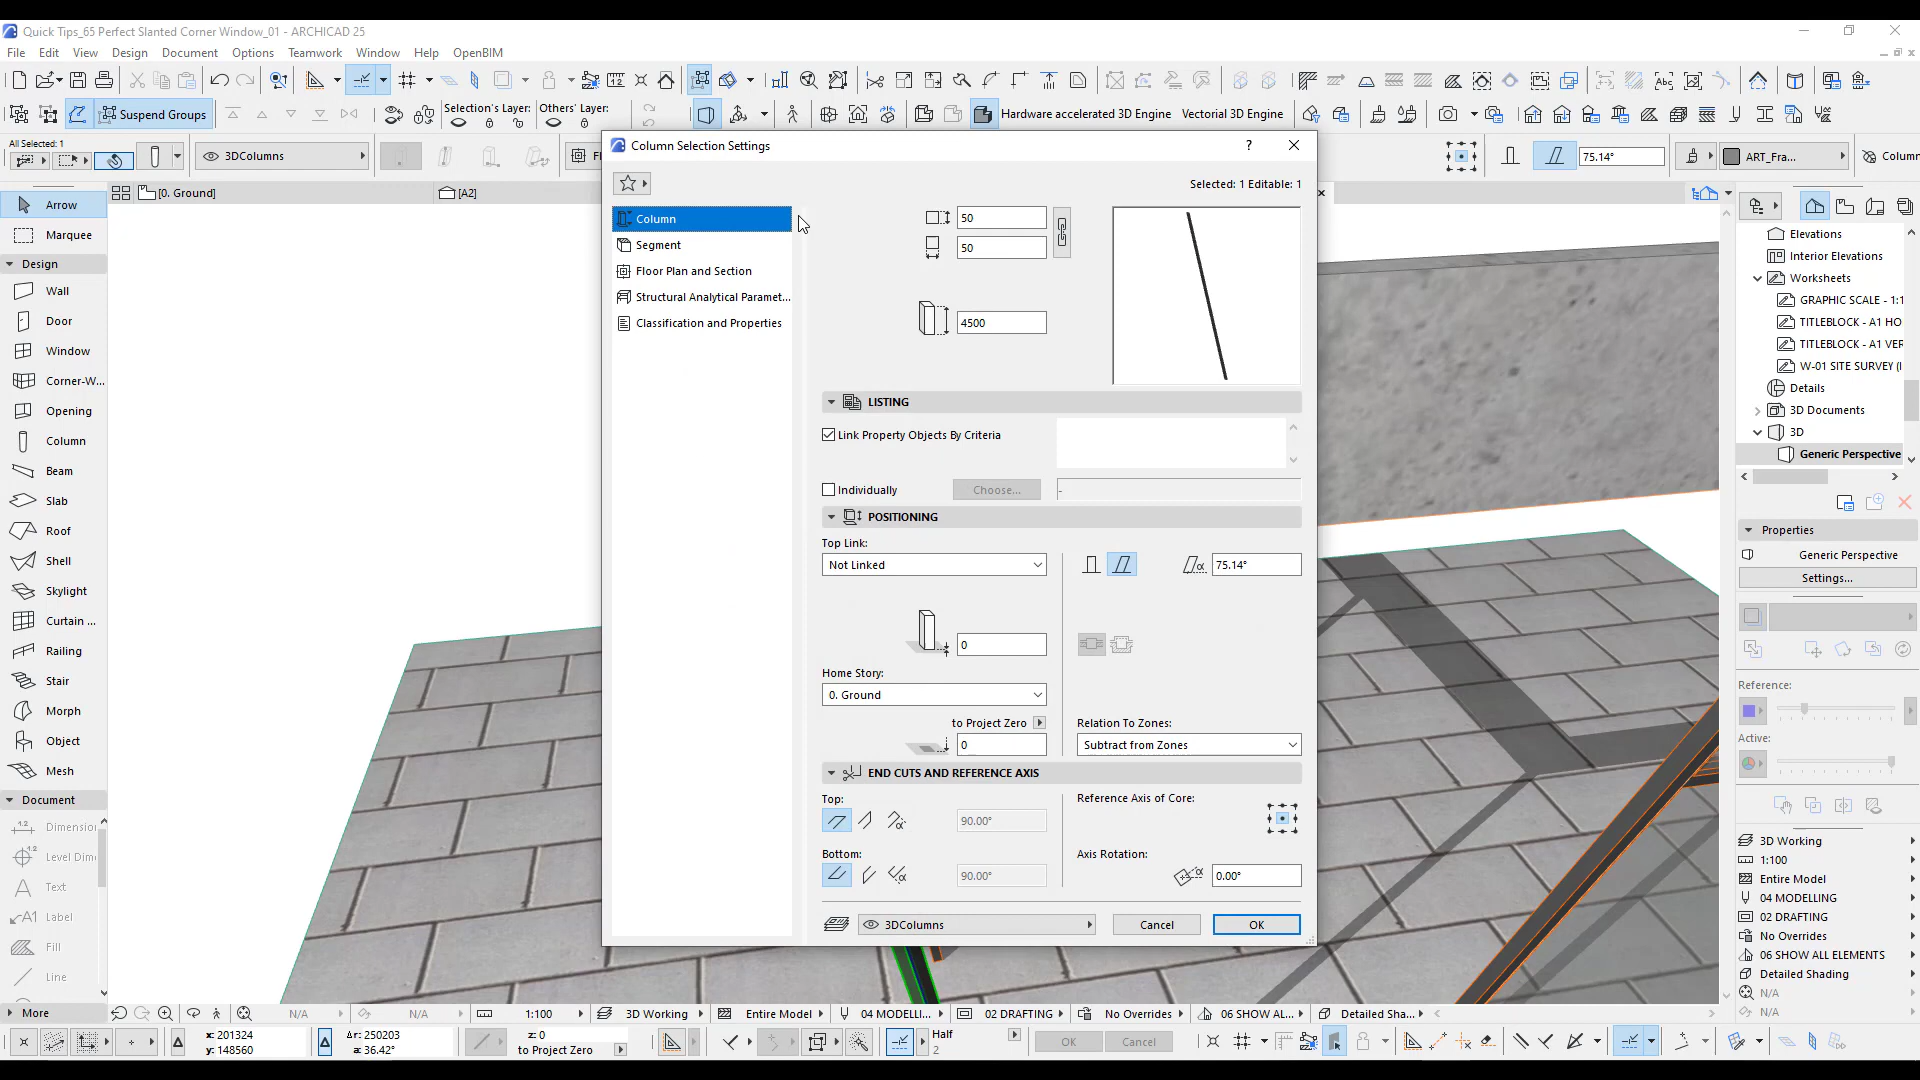 Quick Tips_65 Perfect Slanted Corner Window_01 - ARCHICAD 25
File Edit View Design Document Options Teamwork Window Help OpenBIM
Suspend Groups
Selection's Layer:
Others' Layer:
Hardware accelerated 3D Engine
Vectorial 3D Engine
All Selected: 1
3DColumns
75.14°
ART_Fra...
Column
[0. Ground]
[A2]
Arrow
Marquee
Design
Wall
Door
Window
Corner-W...
Opening
Column
Beam
Slab
Roof
Shell
Skylight
Curtain ...
Railing
Stair
Morph
Object
Mesh
Document
Dimension
Level Dim
Text
A1 Label
Fill
Line
More
Column Selection Settings
Selected: 1 Editable: 1
Column
Segment
Floor Plan and Section
Structural Analytical Paramet...
Classification and Properties
50
50
4500
LISTING
Link Property Objects By Criteria
Individually
Choose...
-
POSITIONING
Top Link:
Not Linked
75.14°
0
Home Story:
0. Ground
to Project Zero
0
Relation To Zones:
Subtract from Zones
END CUTS AND REFERENCE AXIS
Top:
90.00°
Reference Axis of Core:
Bottom:
90.00°
Axis Rotation:
0.00°
3DColumns
Cancel
OK
Elevations
Interior Elevations
Worksheets
GRAPHIC SCALE - 1:1
TITLEBLOCK - A1 HO
TITLEBLOCK - A1 VER
W-01 SITE SURVEY (I
Details
3D Documents
3D
Generic Perspective
Properties
Generic Perspective
Settings...
Reference:
Active:
3D Working
1:100
Entire Model
04 MODELLING
02 DRAFTING
No Overrides
06 SHOW ALL ELEMENTS
Detailed Shading
N/A
N/A
N/A
N/A
1:100
3D Working
Entire Model
04 MODELLI...
02 DRAFTING
No Overrides
06 SHOW AL...
Detailed Sha...
x: 201324
y: 148560
Δr: 250203
a: 36.42°
z: 0
to Project Zero
Half
2
OK
Cancel